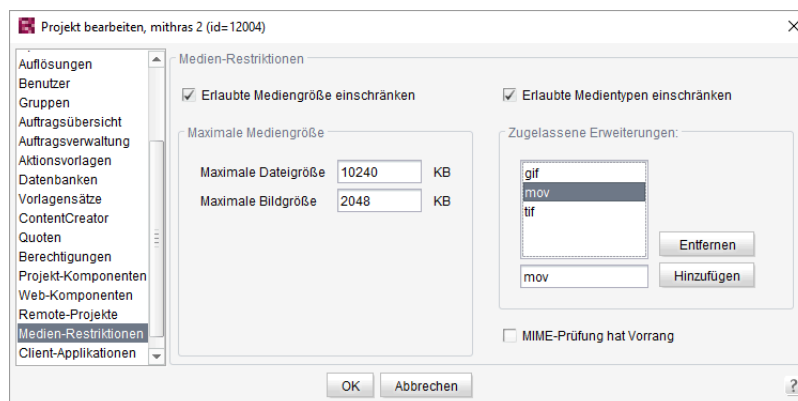 Projekt bearbeiten, mithras 2 (id=12004)
Auflösungen
Benutzer
Gruppen
Auftragsübersicht
Auftragsverwaltung
Aktionsvorlagen
Datenbanken
Vorlagensätze
ContentCreator
Quoten
Berechtigungen
Projekt-Komponenten
Web-Komponenten
Remote-Projekte
Medien-Restriktionen
Client-Applikationen
Medien-Restriktionen
Erlaubte Mediengröße einschränken
Maximale Mediengröße
Maximale Dateigröße 10240 KB
Maximale Bildgröße 2048 KB
Erlaubte Medientypen einschränken
Zugelassene Erweiterungen:
gif
mov
tif
Entfernen
mov Hinzufügen
MIME-Prüfung hat Vorrang
OK Abbrechen ?